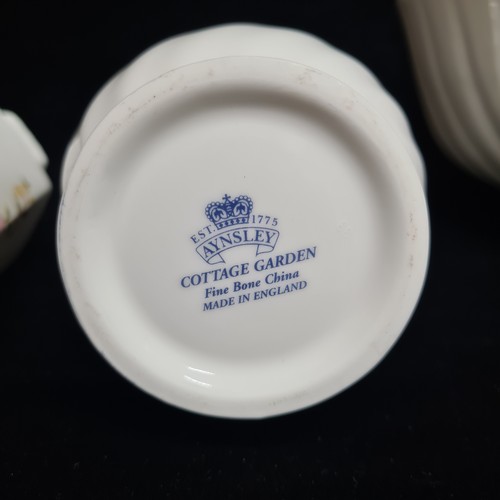 EST. 1775
AYNSLEY
COTTAGE GARDEN
Fine Bone China
MADE IN ENGLAND